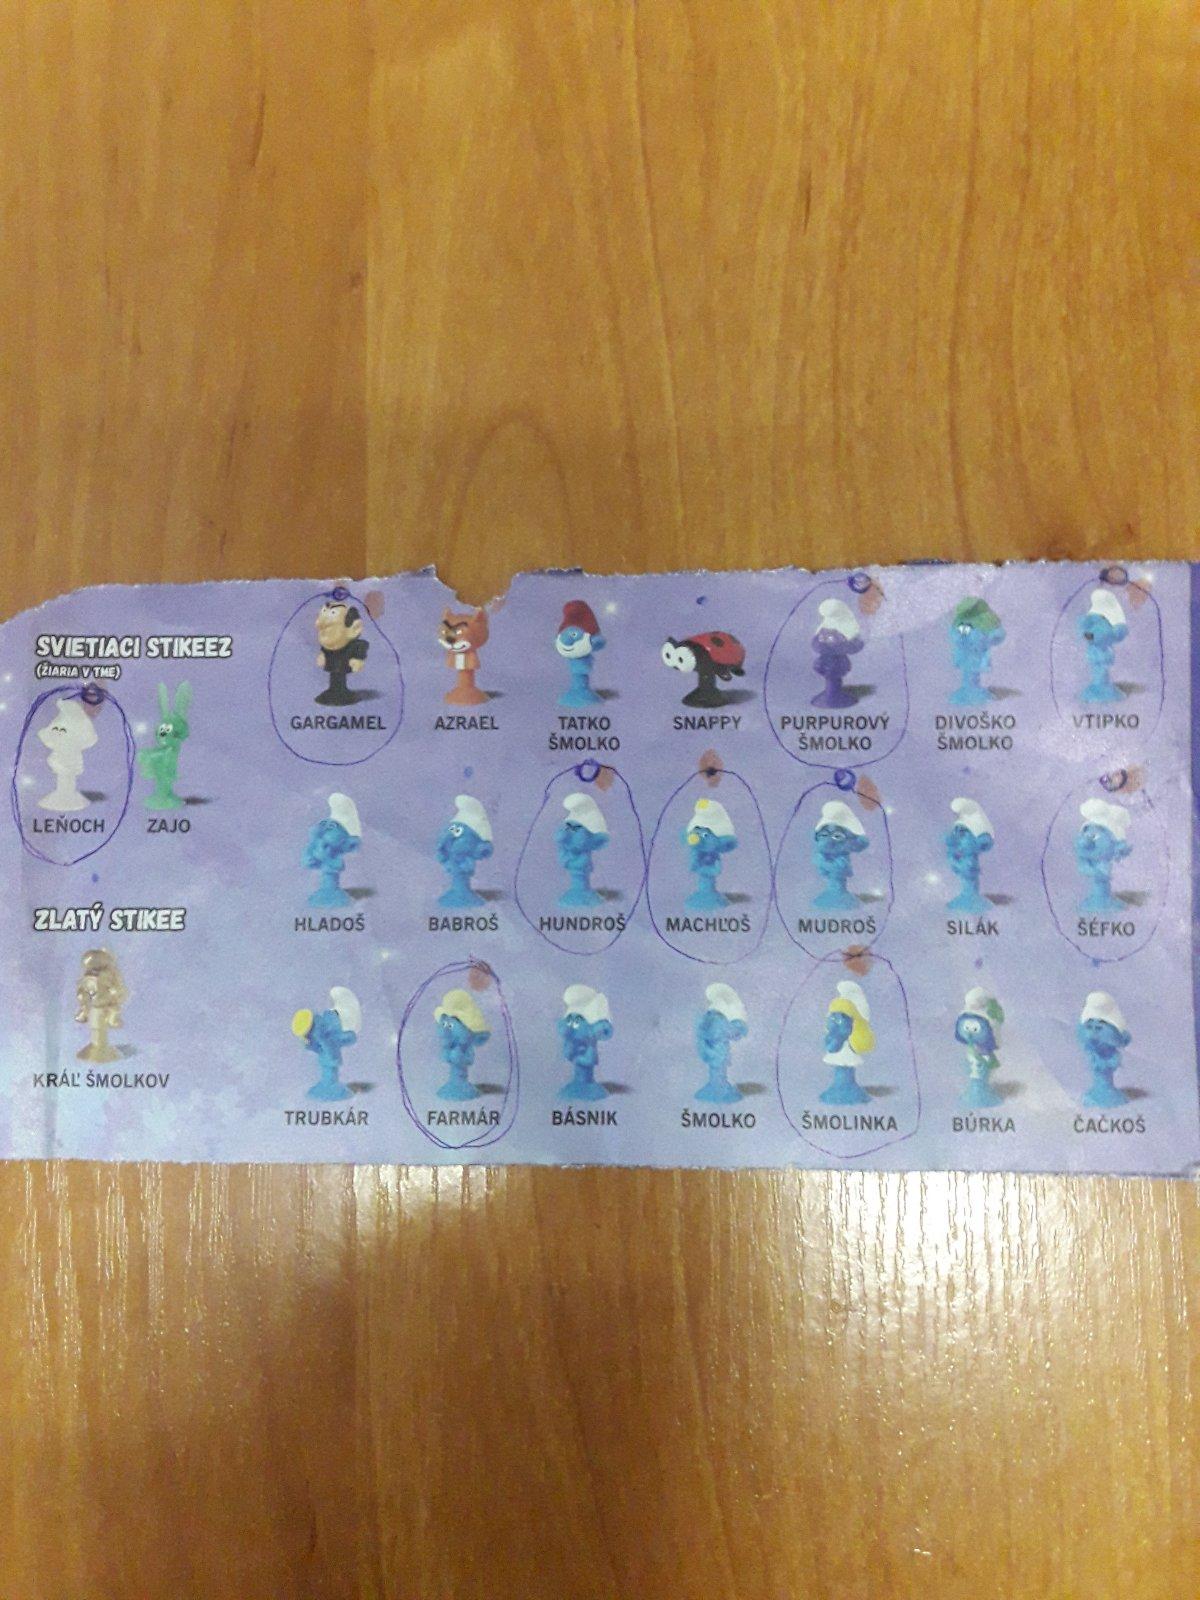 SVIETIACI STIKEEZ
(ŽIARIA V TME)
LEŇOCH ZAJO
ZLATÝ STIKEE
KRÁĽ ŠMOLKOV
GARGAMEL AZRAEL TATKO ŠMOLKO SNAPPY PURPUROVÝ ŠMOLKO DIVOŠKO ŠMOLKO VTIPKO
HLADOŠ BABROŠ HUNDROŠ MACHĽOŠ MUDROŠ SILÁK ŠÉFKO
TRUBKÁR FARMÁR BÁSNIK ŠMOLKO ŠMOLINKA BÚRKA ČAČKOŠ